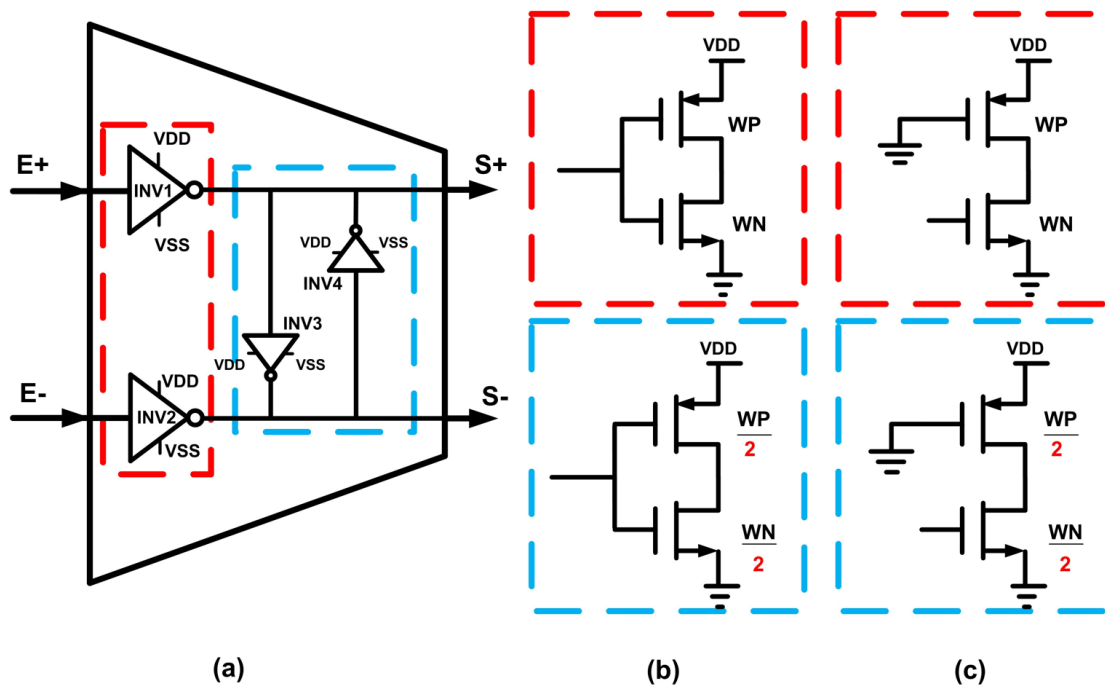 E+
VDD
INV1
VSS
S+
VDD
VSS
INV4
INV3
VDD
VSS
E-
VDD
INV2
VSS
S-
(a)
VDD
WP
WN
VDD
WP
2
WN
2
(b)
VDD
WP
WN
VDD
WP
2
WN
2
(c)